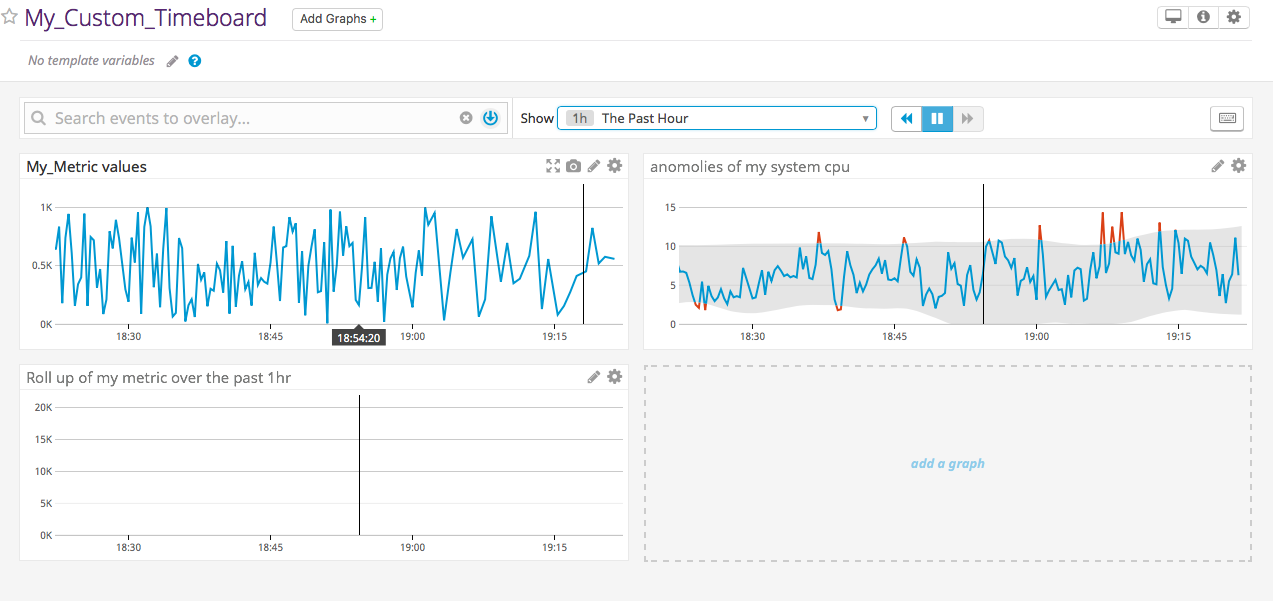 My_Custom_Timeboard
Add Graphs +
No template variables
?
Search events to overlay...
Show
1h The Past Hour
My_Metric values
1K
0.5K
0K
18:30
18:45
18:54:20
19:00
19:15
anomolies of my system cpu
15
10
5
0
18:30
18:45
19:00
19:15
Roll up of my metric over the past 1hr
20K
15K
10K
5K
0K
18:30
18:45
19:00
19:15
add a graph